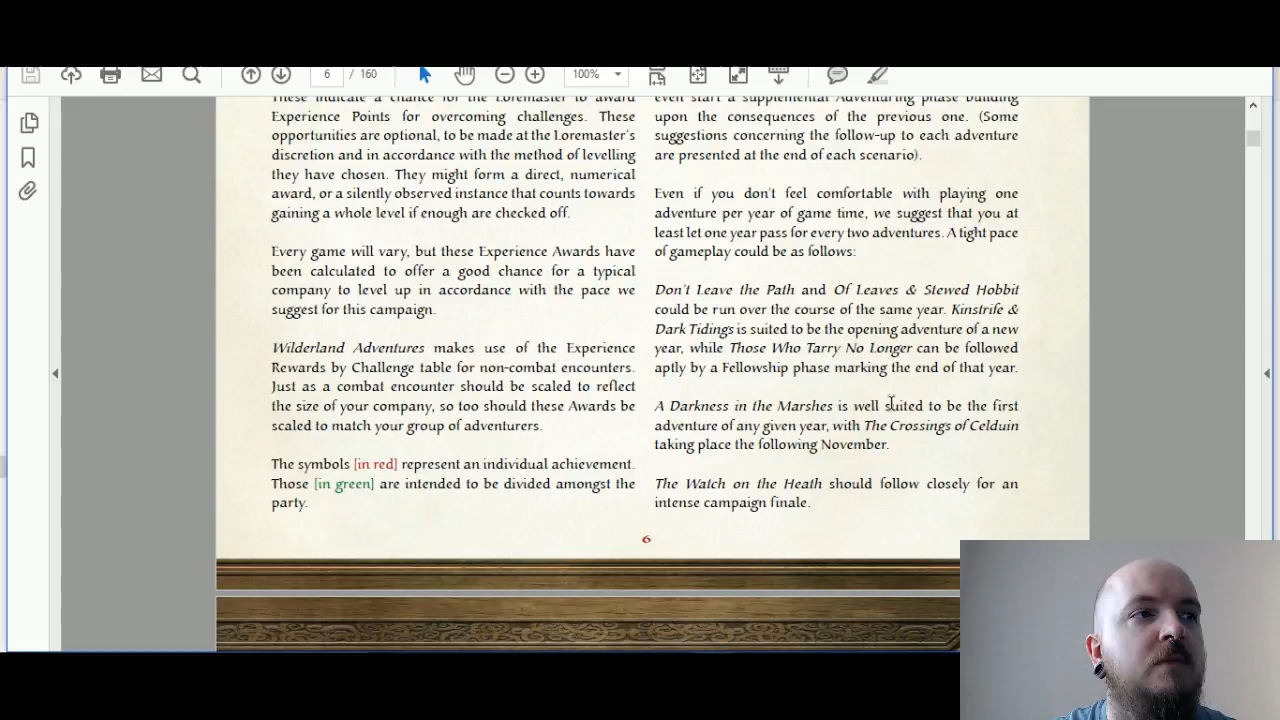 6 / 160
100%
These indicate a chance for the Loremaster to award
Experience Points for overcoming challenges. These
opportunities are optional, to be made at the Loremaster's
discretion and in accordance with the method of levelling
they have chosen. They might form a direct, numerical
award, or a silently observed instance that counts towards
gaining a whole level if enough are checked off.
Every game will vary, but these Experience Awards have
been calculated to offer a good chance for a typical
company to level up in accordance with the pace we
suggest for this campaign.
Wilderland Adventures makes use of the Experience
Rewards by Challenge table for non-combat encounters.
Just as a combat encounter should be scaled to reflect
the size of your company, so too should these Awards be
scaled to match your group of adventurers.
The symbols [in red] represent an individual achievement.
Those [in green] are intended to be divided amongst the
party.
even start a supplemental Adventuring phase building
upon the consequences of the previous one. (Some
suggestions concerning the follow-up to each adventure
are presented at the end of each scenario).
Even if you don't feel comfortable with playing one
adventure per year of game time, we suggest that you at
least let one year pass for every two adventures. A tight pace
of gameplay could be as follows:
Don't Leave the Path and Of Leaves & Stewed Hobbit
could be run over the course of the same year. Kinstrife &
Dark Tidings is suited to be the opening adventure of a new
year, while Those Who Tarry No Longer can be followed
aptly by a Fellowship phase marking the end of that year.
A Darkness in the Marshes is well suited to be the first
adventure of any given year, with The Crossings of Celduin
taking place the following November.
The Watch on the Heath should follow closely for an
intense campaign finale.
6